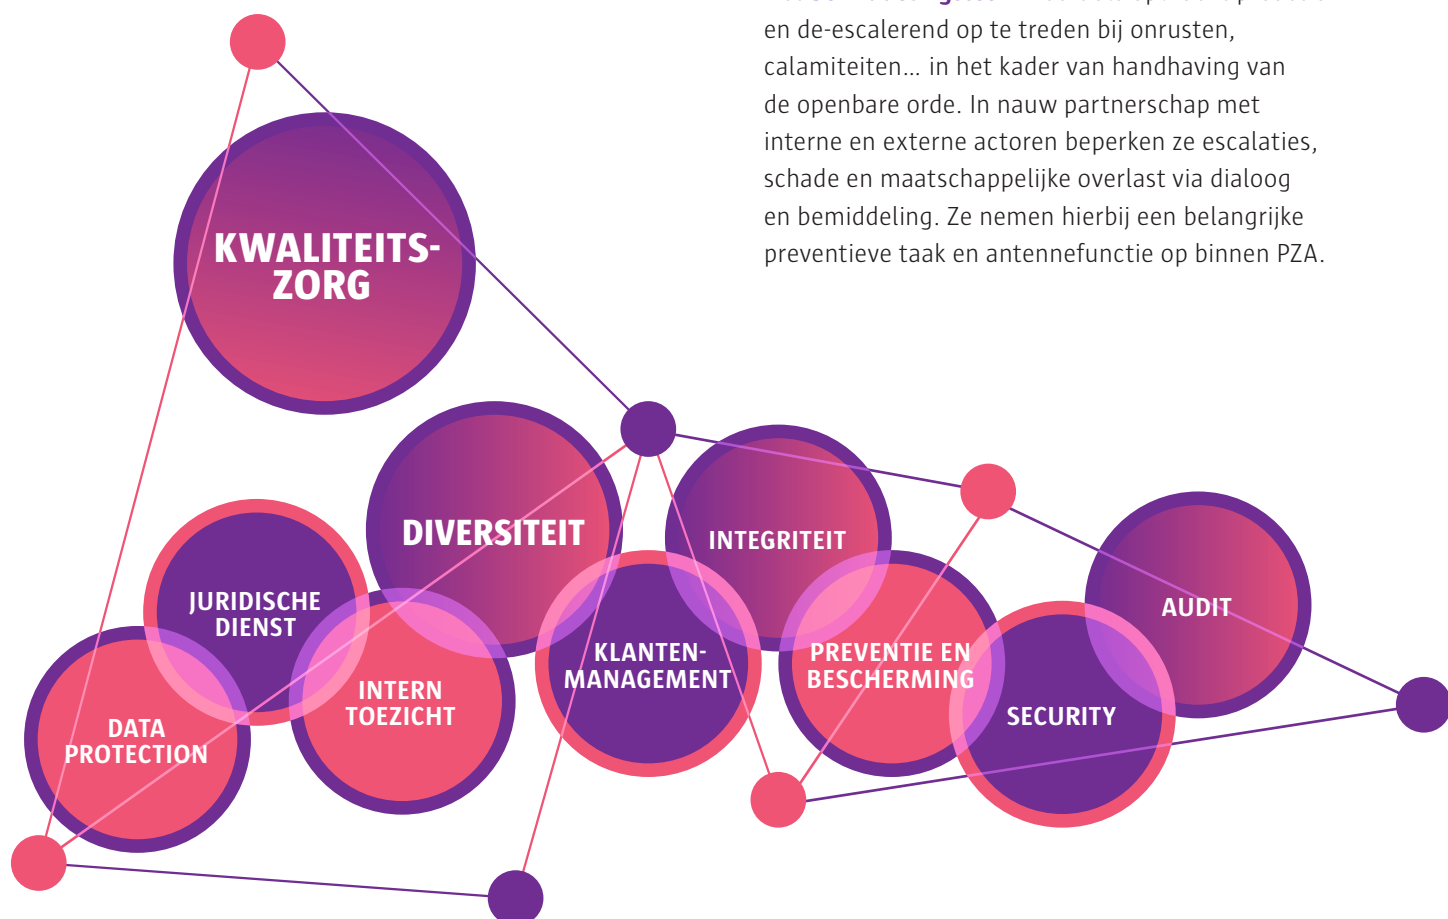 en de-escalerend op te treden bij onrusten,
calamiteiten... in het kader van handhaving van
de openbare orde. In nauw partnerschap met
interne en externe actoren beperken ze escalaties,
schade en maatschappelijke overlast via dialoog
en bemiddeling. Ze nemen hierbij een belangrijke
preventieve taak en antennefunctie op binnen PZA.
KWALITEITS-
ZORG
DIVERSITEIT
INTEGRITEIT
JURIDISCHE
DIENST
AUDIT
KLANTEN-
MANAGEMENT
PREVENTIE EN
BESCHERMING
INTERN
TOEZICHT
SECURITY
DATA
PROTECTION